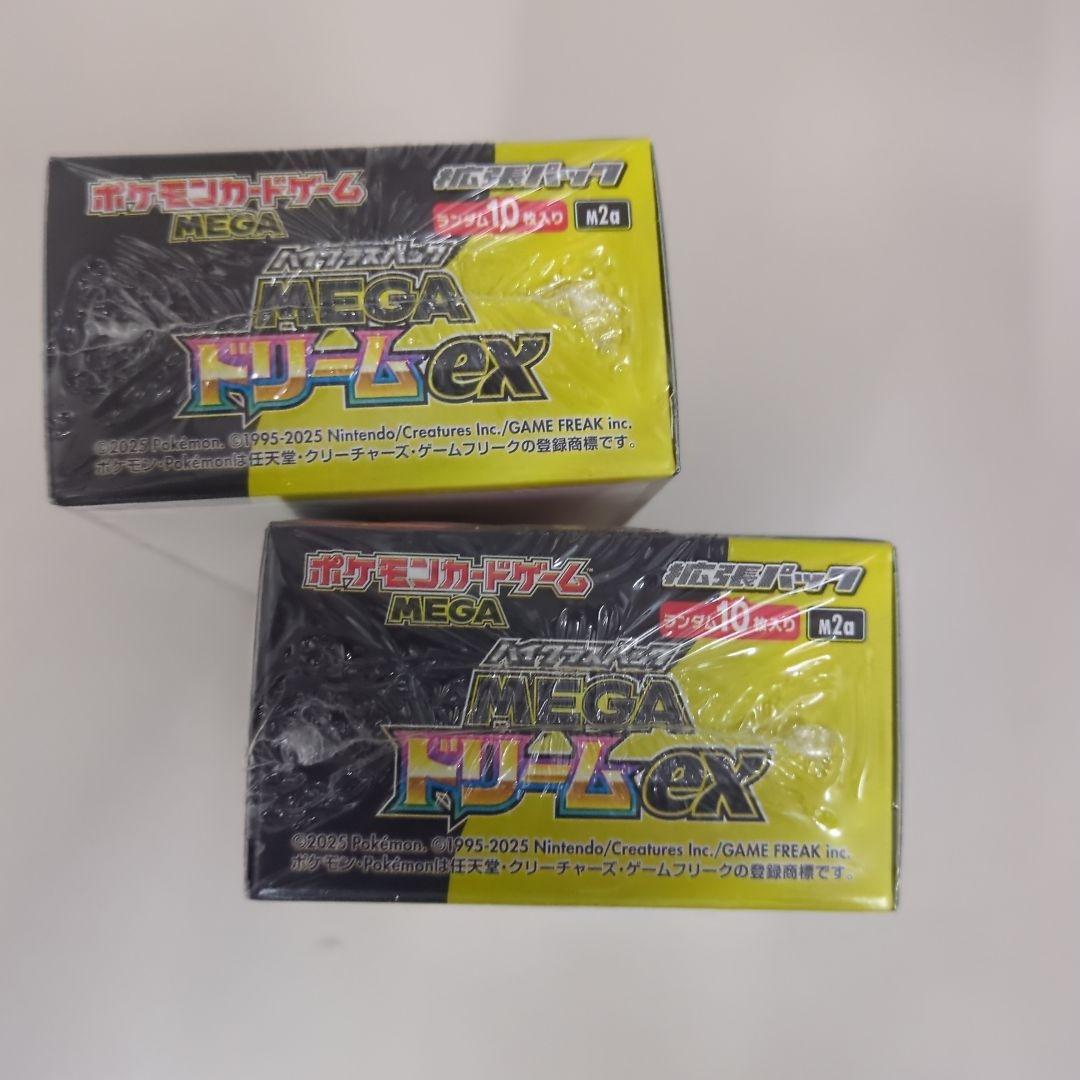 ポケモンカードゲーム
MEGA
拡張パック
ランダム10枚入り M2a
ハイクラスパック
MEGA
ドリームex
©2025 Pokémon. ©1995-2025 Nintendo/Creatures Inc./GAME FREAK inc.
ポケモン・Pokémonは任天堂・クリーチャーズ・ゲームフリークの登録商標です。
ポケモンカードゲーム
MEGA
拡張パック
ランダム10枚入り M2a
ハイクラスパック
MEGA
ドリームex
©2025 Pokémon. ©1995-2025 Nintendo/Creatures Inc./GAME FREAK inc.
ポケモン・Pokémonは任天堂・クリーチャーズ・ゲームフリークの登録商標です。